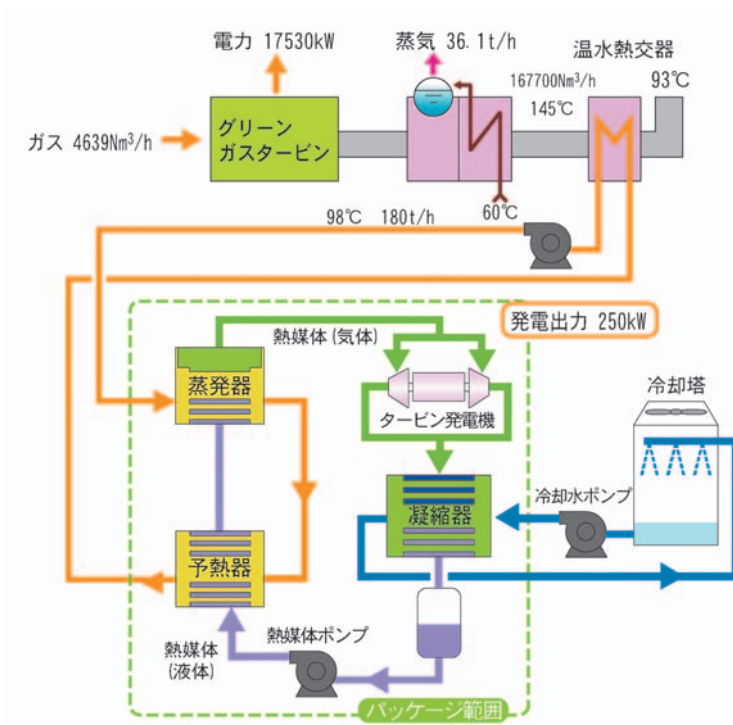 電力 17530kW
蒸気 36.1t/h
温水熱交器
167700Nm³/h
93℃
145℃
ガス 4639Nm³/h
グリーン
ガスタービン
60℃
98℃ 180t/h
発電出力 250kW
熱媒体(気体)
蒸発器
タービン発電機
冷却塔
凝縮器
冷却水ポンプ
予熱器
熱媒体
(液体)
熱媒体ポンプ
パッケージ範囲